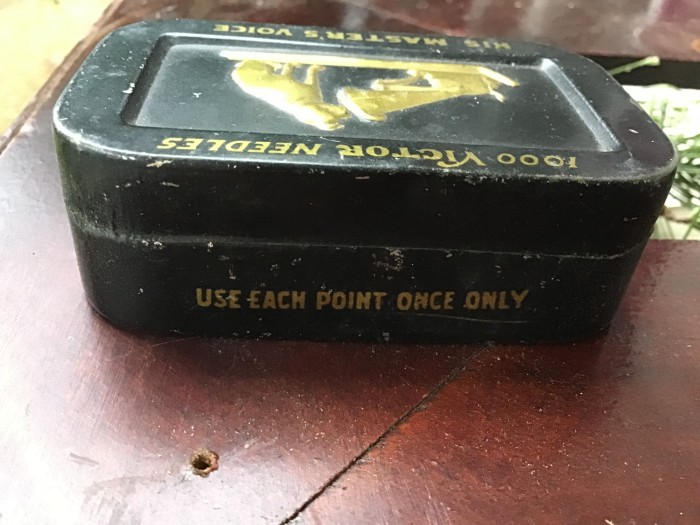 HIS MASTER'S VOICE
1000 VICTOR NEEDLES
USE EACH POINT ONCE ONLY